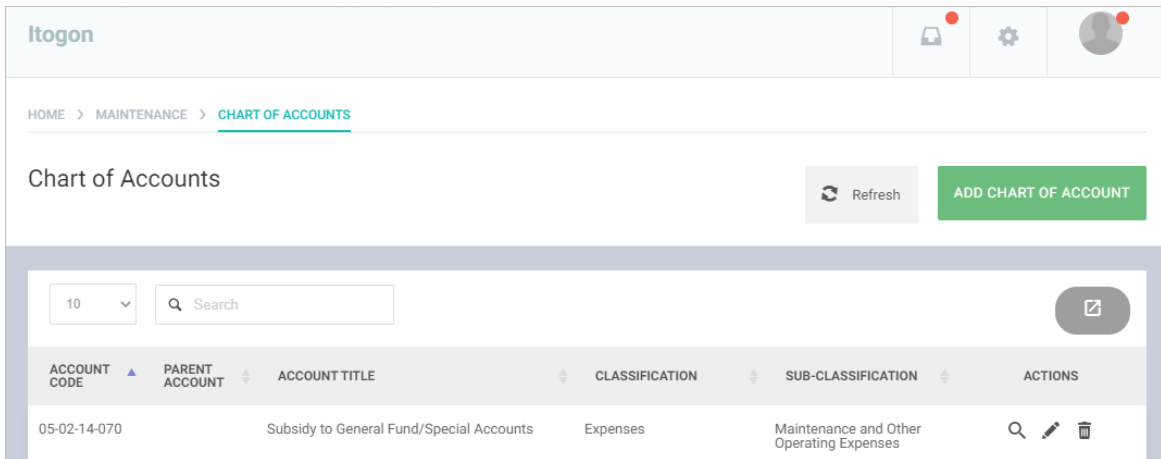 Itogon
HOME > MAINTENANCE > CHART OF ACCOUNTS
Chart of Accounts
Refresh
ADD CHART OF ACCOUNT
10
Search
ACCOUNT CODE
PARENT ACCOUNT
ACCOUNT TITLE
CLASSIFICATION
SUB-CLASSIFICATION
ACTIONS
05-02-14-070
Subsidy to General Fund/Special Accounts
Expenses
Maintenance and Other
Operating Expenses